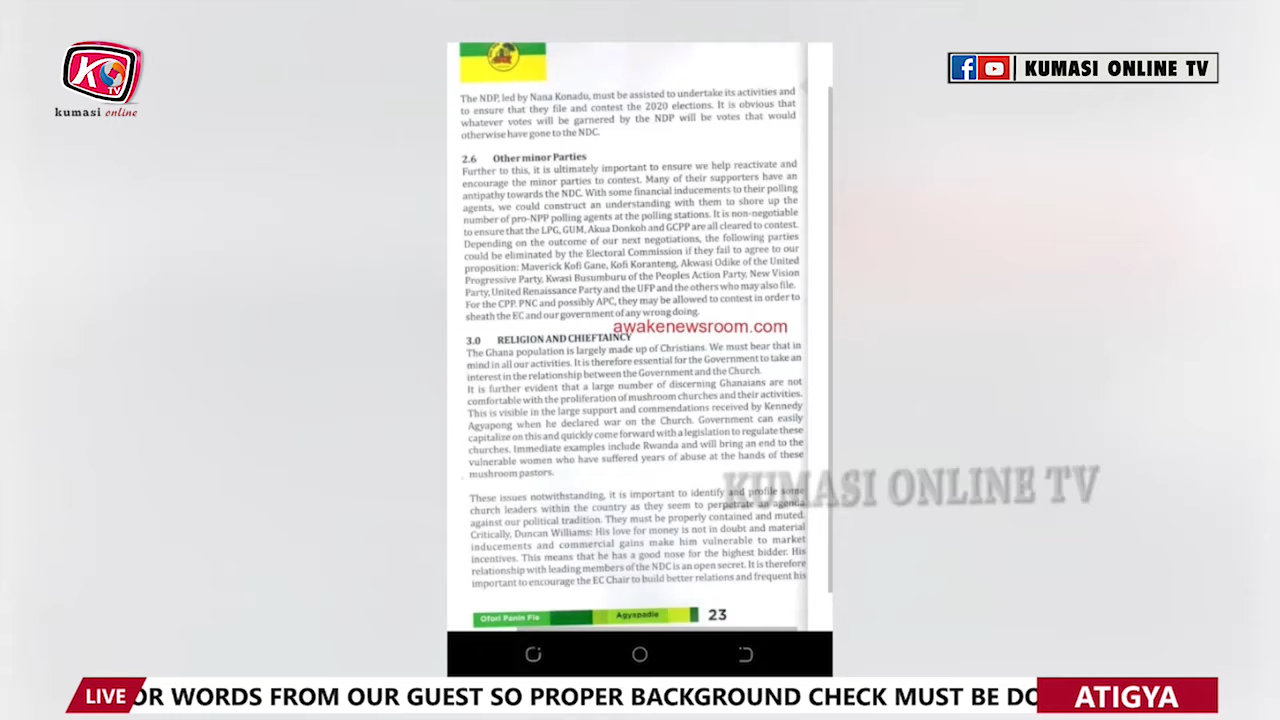 KO
TV
kumasi online
KUMASI ONLINE TV
The NDP, led by Nana Konadu, must be assisted to undertake its activities and
to ensure that they file and contest the 2020 elections. It is obvious that
whatever votes will be garnered by the NDP will be votes that would
otherwise have gone to the NDC.
2.6 Other minor Parties
Further to this, it is ultimately important to ensure we help reactivate and
encourage the minor parties to contest. Many of their supporters have an
antipathy towards the NDC. With some financial inducements to their polling
agents, we could construct an understanding with them to shore up the
number of pro-NPP polling agents at the polling stations. It is non-negotiable
to ensure that the LPG, GUM, Akua Donkoh and GCPP are all cleared to contest.
Depending on the outcome of our next negotiations, the following parties
could be eliminated by the Electoral Commission if they fail to agree to our
proposition: Maverick Kofi Gane, Kofi Koranteng, Akwasi Odike of the United
Progressive Party, Kwasi Busumburu of the Peoples Action Party, New Vision
Party, United Renaissance Party and the UFP and the others who may also file.
For the CPP, PNC and possibly APC, they may be allowed to contest in order to
sheath the EC and our government of any wrong doing.
awakenewsroom.com
3.0 RELIGION AND CHIEFTAINCY
The Ghana population is largely made up of Christians. We must bear that in
mind in all our activities. It is therefore essential for the Government to take an
interest in the relationship between the Government and the Church.
It is further evident that a large number of discerning Ghanaians are not
comfortable with the proliferation of mushroom churches and their activities.
This is visible in the large support and commendations received by Kennedy
Agyapong when he declared war on the Church. Government can easily
capitalize on this and quickly come forward with a legislation to regulate these
churches. Immediate examples include Rwanda and will bring an end to the
vulnerable women who have suffered years of abuse at the hands of these
mushroom pastors.
KUMASI ONLINE TV
These issues notwithstanding, it is important to identify and profile some
church leaders within the country as they seem to perpetrate an agenda
against our political tradition. They must be properly contained and muted.
Critically, Duncan Williams: His love for money is not in doubt and material
inducements and commercial gains make him vulnerable to market
incentives. This means that he has a good nose for the highest bidder. His
relationship with leading members of the NDC is an open secret. It is therefore
important to encourage the EC Chair to build better relations and frequent his
Ofori Panin Fie Agyapadie 23
LIVE OR WORDS FROM OUR GUEST SO PROPER BACKGROUND CHECK MUST BE DO ATIGYA